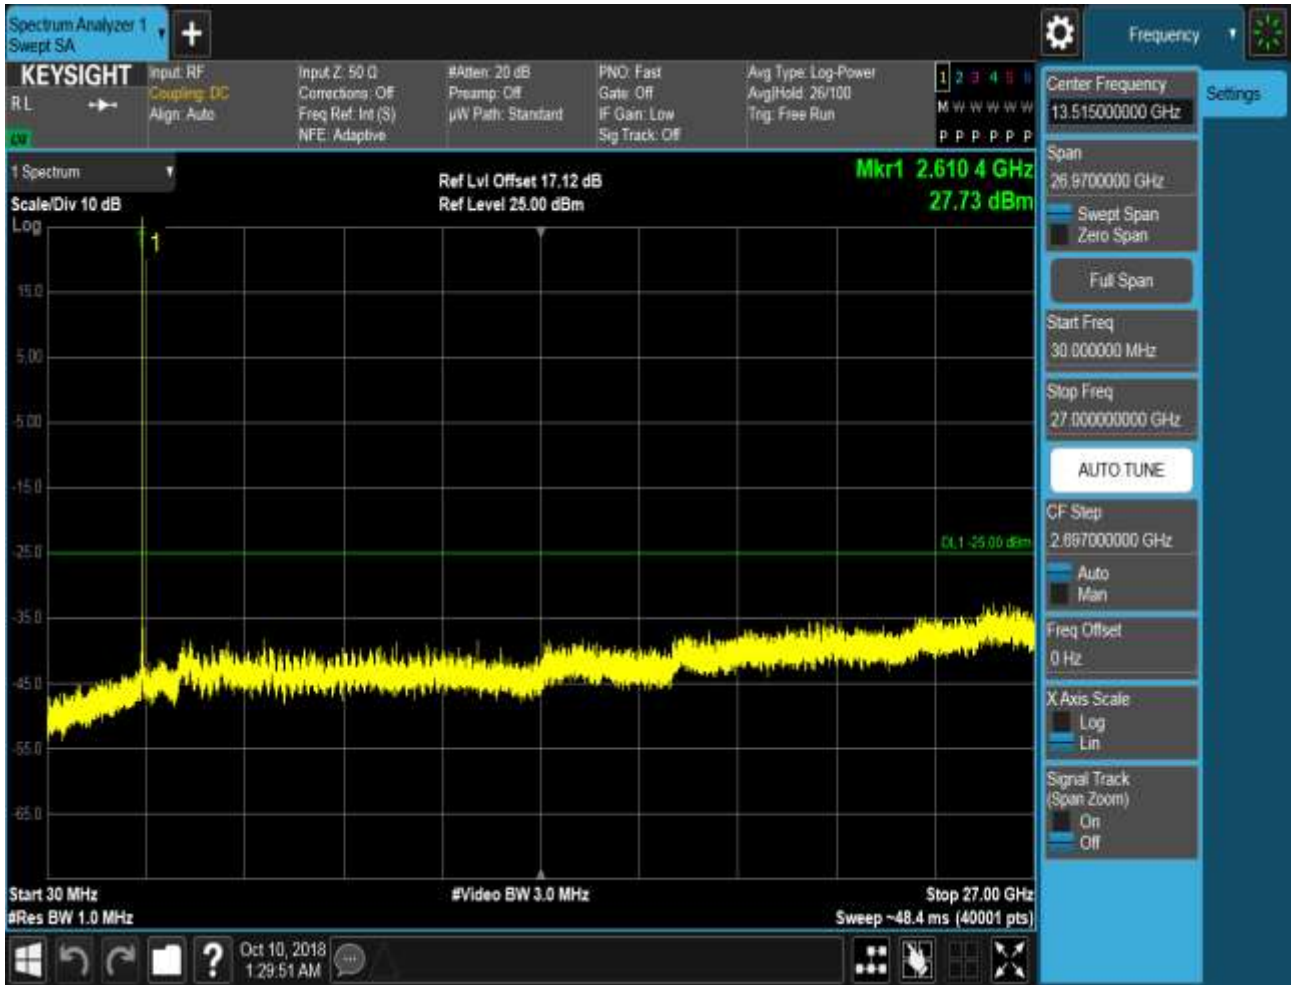 Spectrum Analyzer 1
Swept SA
+
Frequency
KEYSIGHT
RL
Input: RF
Coupling: DC
Align: Auto
Input Z: 50 Ω
Corrections: Off
Freq Ref: Int (S)
NFE: Adaptive
#Atten: 20 dB
Preamp: Off
µW Path: Standard
PNO: Fast
Gate: Off
IF Gain: Low
Sig Track: Off
Avg Type: Log-Power
Avg|Hold: 26/100
Trig: Free Run
1 2 3 4 5 6
M W W W W W
P P P P P P
Center Frequency
13.515000000 GHz
Settings
Span
26.9700000 GHz
Swept Span
Zero Span
Full Span
Start Freq
30.000000 MHz
Stop Freq
27.000000000 GHz
AUTO TUNE
CF Step
2.697000000 GHz
Auto
Man
Freq Offset
0 Hz
X Axis Scale
Log
Lin
Signal Track
(Span Zoom)
On
Off
1 Spectrum
Scale/Div 10 dB
Log
Ref Lvl Offset 17.12 dB
Ref Level 25.00 dBm
Mkr1 2.610 4 GHz
27.73 dBm
1
15.0
5.00
-5.00
-15.0
-25.0
DL1 -25.00 dBm
-35.0
-45.0
-55.0
-65.0
Start 30 MHz
#Video BW 3.0 MHz
Stop 27.00 GHz
#Res BW 1.0 MHz
Sweep ~48.4 ms (40001 pts)
?
Oct 10, 2018
1:29:51 AM